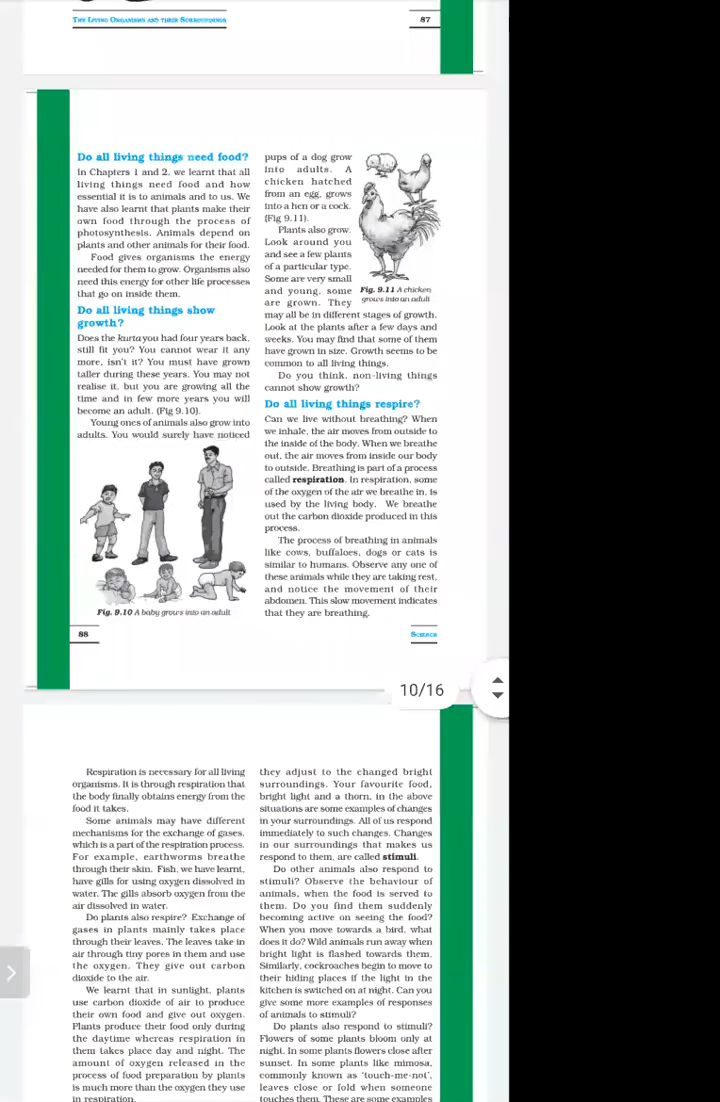 The Living Organisms and their Surroundings
87
Do all living things need food?
In Chapters 1 and 2, we learnt that all
living things need food and how
essential it is to animals and to us. We
have also learnt that plants make their
own food through the process of
photosynthesis. Animals depend on
plants and other animals for their food.
Food gives organisms the energy
needed for them to grow. Organisms also
need this energy for other life processes
that go on inside them.
Do all living things show
growth?
Does the kurta you had four years back,
still fit you? You cannot wear it any
more, isn't it? You must have grown
taller during these years. You may not
realise it, but you are growing all the
time and in few more years you will
become an adult. (Fig 9.10).
Young ones of animals also grow into
adults. You would surely have noticed
Fig. 9.10 A baby grows into an adult
pups of a dog grow
into adults. A
chicken hatched
from an egg, grows
into a hen or a cock.
(Fig 9.11).
Plants also grow.
Look around you
and see a few plants
of a particular type.
Some are very small
and young, some
are grown. They
Fig. 9.11 A chicken
grows into an adult
may all be in different stages of growth.
Look at the plants after a few days and
weeks. You may find that some of them
have grown in size. Growth seems to be
common to all living things.
Do you think, non-living things
cannot show growth?
Do all living things respire?
Can we live without breathing? When
we inhale, the air moves from outside to
the inside of the body. When we breathe
out, the air moves from inside our body
to outside. Breathing is part of a process
called respiration. In respiration, some
of the oxygen of the air we breathe in, is
used by the living body. We breathe
out the carbon dioxide produced in this
process.
The process of breathing in animals
like cows, buffaloes, dogs or cats is
similar to humans. Observe any one of
these animals while they are taking rest,
and notice the movement of their
abdomen. This slow movement indicates
that they are breathing.
88
Science
10/16
Respiration is necessary for all living
organisms. It is through respiration that
the body finally obtains energy from the
food it takes.
Some animals may have different
mechanisms for the exchange of gases,
which is a part of the respiration process.
For example, earthworms breathe
through their skin. Fish, we have learnt,
have gills for using oxygen dissolved in
water. The gills absorb oxygen from the
air dissolved in water.
Do plants also respire? Exchange of
gases in plants mainly takes place
through their leaves. The leaves take in
air through tiny pores in them and use
the oxygen. They give out carbon
dioxide to the air.
We learnt that in sunlight, plants
use carbon dioxide of air to produce
their own food and give out oxygen.
Plants produce their food only during
the daytime whereas respiration in
them takes place day and night. The
amount of oxygen released in the
process of food preparation by plants
is much more than the oxygen they use
in respiration.
they adjust to the changed bright
surroundings. Your favourite food,
bright light and a thorn, in the above
situations are some examples of changes
in your surroundings. All of us respond
immediately to such changes. Changes
in our surroundings that makes us
respond to them, are called stimuli.
Do other animals also respond to
stimuli? Observe the behaviour of
animals, when the food is served to
them. Do you find them suddenly
becoming active on seeing the food?
When you move towards a bird, what
does it do? Wild animals run away when
bright light is flashed towards them.
Similarly, cockroaches begin to move to
their hiding places if the light in the
kitchen is switched on at night. Can you
give some more examples of responses
of animals to stimuli?
Do plants also respond to stimuli?
Flowers of some plants bloom only at
night. In some plants flowers close after
sunset. In some plants like mimosa,
commonly known as 'touch-me-not',
leaves close or fold when someone
touches them. These are some examples